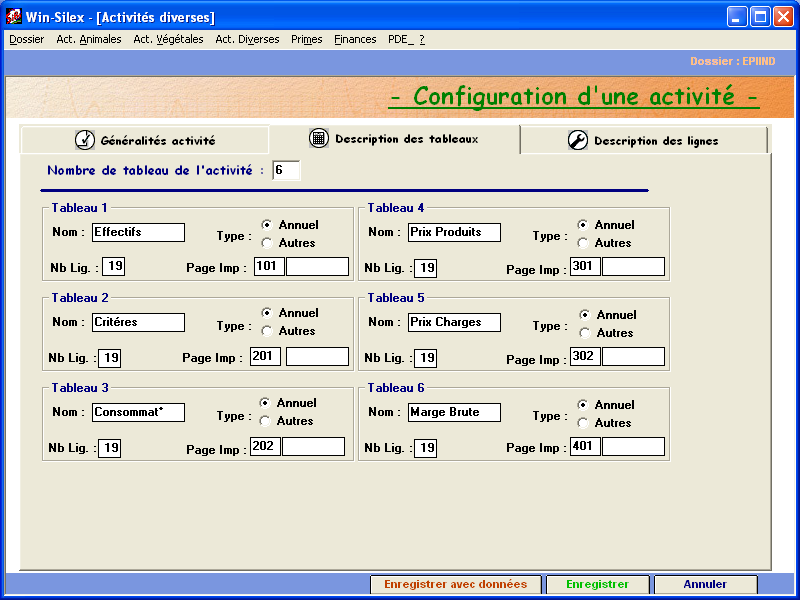 Win-Silex - [Activités diverses]
Dossier Act. Animales Act. Végétales Act. Diverses Primes Finances PDE_ ?
Dossier : EPIIND
- Configuration d'une activité -
Généralités activité Description des tableaux Description des lignes
Nombre de tableau de l'activité : 6
Tableau 1
Nom : Effectifs
Type : Annuel
Autres
Nb Lig. : 19 Page Imp : 101
Tableau 4
Nom : Prix Produits
Type : Annuel
Autres
Nb Lig. : 19 Page Imp : 301
Tableau 2
Nom : Critéres
Type : Annuel
Autres
Nb Lig. : 19 Page Imp : 201
Tableau 5
Nom : Prix Charges
Type : Annuel
Autres
Nb Lig. : 19 Page Imp : 302
Tableau 3
Nom : Consommat*
Type : Annuel
Autres
Nb Lig. : 19 Page Imp : 202
Tableau 6
Nom : Marge Brute
Type : Annuel
Autres
Nb Lig. : 19 Page Imp : 401
Enregistrer avec données Enregistrer Annuler